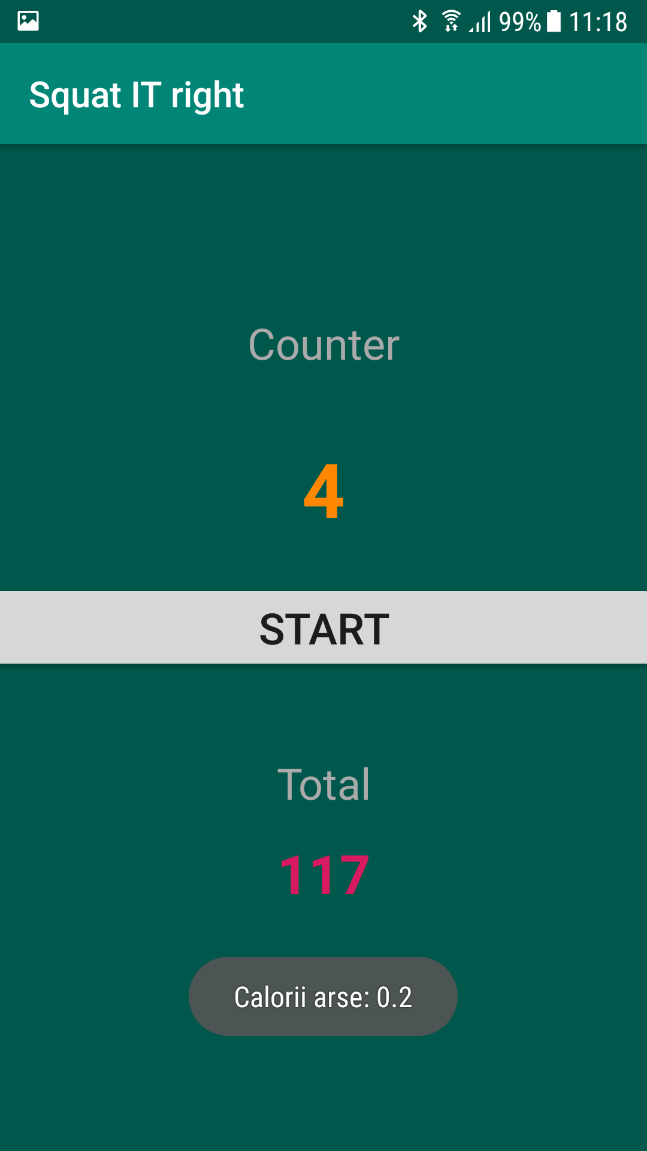 99% 11:18
Squat IT right
Counter
4
START
Total
117
Calorii arse: 0.2